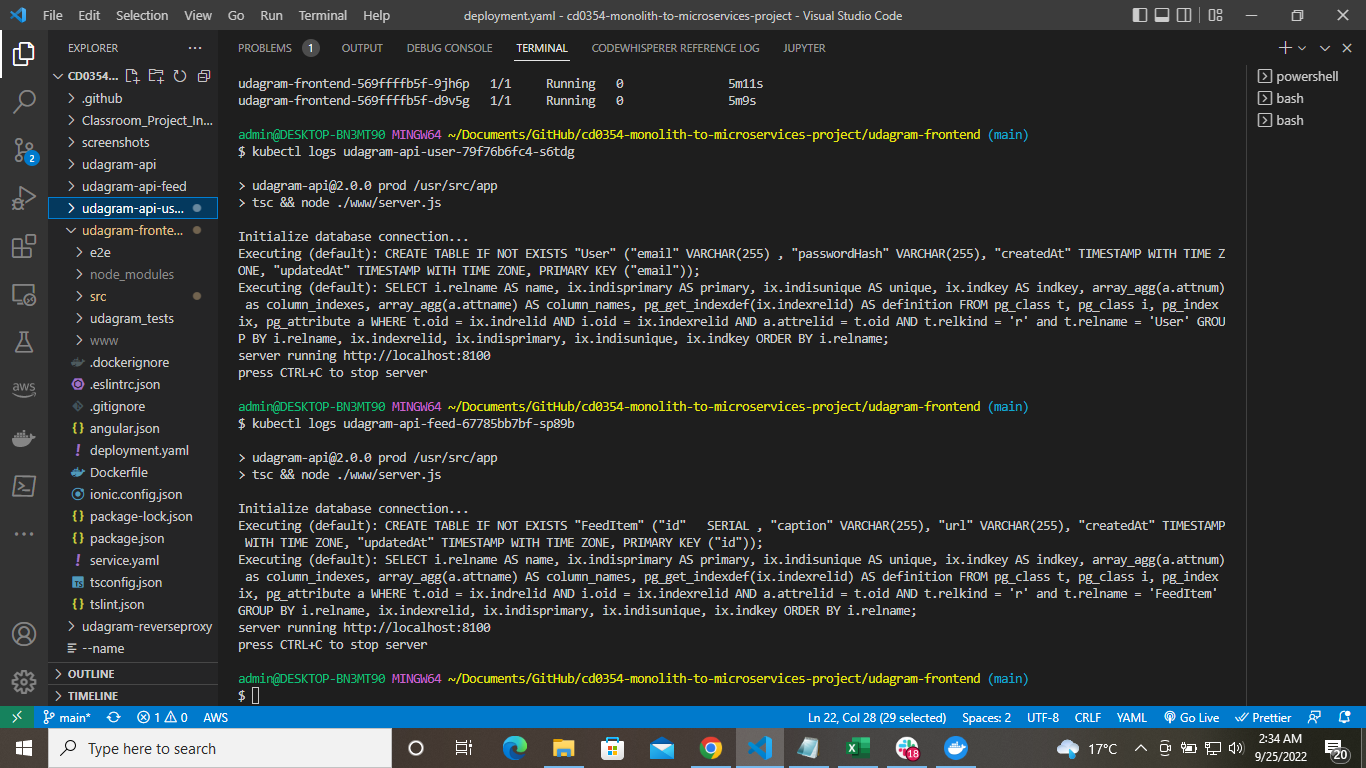 File Edit Selection View Go Run Terminal Help deployment.yaml - cd0354-monolith-to-microservices-project - Visual Studio Code
EXPLORER
CD0354...
.github
Classroom_Project_In...
screenshots
udagram-api
udagram-api-feed
udagram-api-us...
udagram-fronte...
e2e
node_modules
src
udagram_tests
www
.dockerignore
.eslintrc.json
.gitignore
angular.json
deployment.yaml
Dockerfile
ionic.config.json
package-lock.json
package.json
service.yaml
tsconfig.json
tslint.json
udagram-reverseproxy
--name
OUTLINE
TIMELINE
2
aws
PROBLEMS 1 OUTPUT DEBUG CONSOLE TERMINAL CODEWHISPERER REFERENCE LOG JUPYTER
udagram-frontend-569ffffb5f-9jh6p 1/1 Running 0 5m11s
udagram-frontend-569ffffb5f-d9v5g 1/1 Running 0 5m9s
admin@DESKTOP-BN3MT90 MINGW64 ~/Documents/GitHub/cd0354-monolith-to-microservices-project/udagram-frontend (main)
$ kubectl logs udagram-api-user-79f76b6fc4-s6tdg
> udagram-api@2.0.0 prod /usr/src/app
> tsc && node ./www/server.js
Initialize database connection...
Executing (default): CREATE TABLE IF NOT EXISTS "User" ("email" VARCHAR(255) , "passwordHash" VARCHAR(255), "createdAt" TIMESTAMP WITH TIME Z
ONE, "updatedAt" TIMESTAMP WITH TIME ZONE, PRIMARY KEY ("email"));
Executing (default): SELECT i.relname AS name, ix.indisprimary AS primary, ix.indisunique AS unique, ix.indkey AS indkey, array_agg(a.attnum)
as column_indexes, array_agg(a.attname) AS column_names, pg_get_indexdef(ix.indexrelid) AS definition FROM pg_class t, pg_class i, pg_index
ix, pg_attribute a WHERE t.oid = ix.indrelid AND i.oid = ix.indexrelid AND a.attrelid = t.oid AND t.relkind = 'r' and t.relname = 'User' GROU
P BY i.relname, ix.indexrelid, ix.indisprimary, ix.indisunique, ix.indkey ORDER BY i.relname;
server running http://localhost:8100
press CTRL+C to stop server
admin@DESKTOP-BN3MT90 MINGW64 ~/Documents/GitHub/cd0354-monolith-to-microservices-project/udagram-frontend (main)
$ kubectl logs udagram-api-feed-67785bb7bf-sp89b
> udagram-api@2.0.0 prod /usr/src/app
> tsc && node ./www/server.js
Initialize database connection...
Executing (default): CREATE TABLE IF NOT EXISTS "FeedItem" ("id" SERIAL , "caption" VARCHAR(255), "url" VARCHAR(255), "createdAt" TIMESTAMP
WITH TIME ZONE, "updatedAt" TIMESTAMP WITH TIME ZONE, PRIMARY KEY ("id"));
Executing (default): SELECT i.relname AS name, ix.indisprimary AS primary, ix.indisunique AS unique, ix.indkey AS indkey, array_agg(a.attnum)
as column_indexes, array_agg(a.attname) AS column_names, pg_get_indexdef(ix.indexrelid) AS definition FROM pg_class t, pg_class i, pg_index
ix, pg_attribute a WHERE t.oid = ix.indrelid AND i.oid = ix.indexrelid AND a.attrelid = t.oid AND t.relkind = 'r' and t.relname = 'FeedItem'
GROUP BY i.relname, ix.indexrelid, ix.indisprimary, ix.indisunique, ix.indkey ORDER BY i.relname;
server running http://localhost:8100
press CTRL+C to stop server
admin@DESKTOP-BN3MT90 MINGW64 ~/Documents/GitHub/cd0354-monolith-to-microservices-project/udagram-frontend (main)
$
powershell
bash
bash
main* 1 0 AWS Ln 22, Col 28 (29 selected) Spaces: 2 UTF-8 CRLF YAML Go Live Prettier
Type here to search
18
17°C
2:34 AM
9/25/2022
20